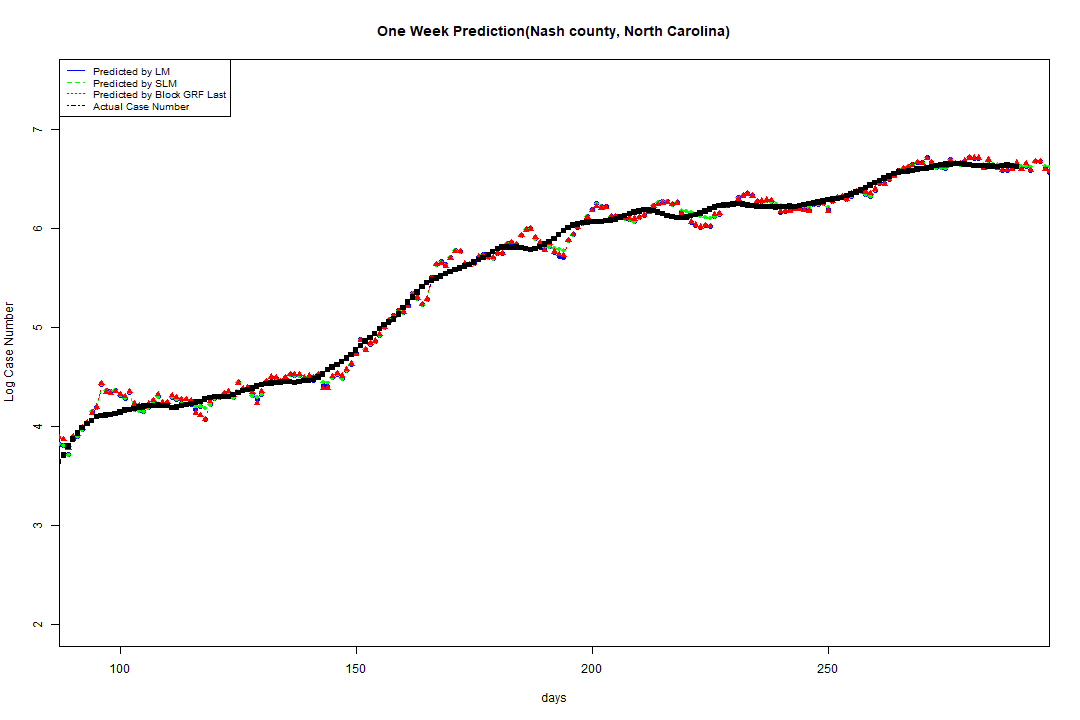 One Week Prediction(Nash county, North Carolina)
Predicted by LM
Predicted by SLM
Predicted by Block GRF Last
Actual Case Number
Log Case Number
7
6
5
4
3
2
100 150 200 250
days